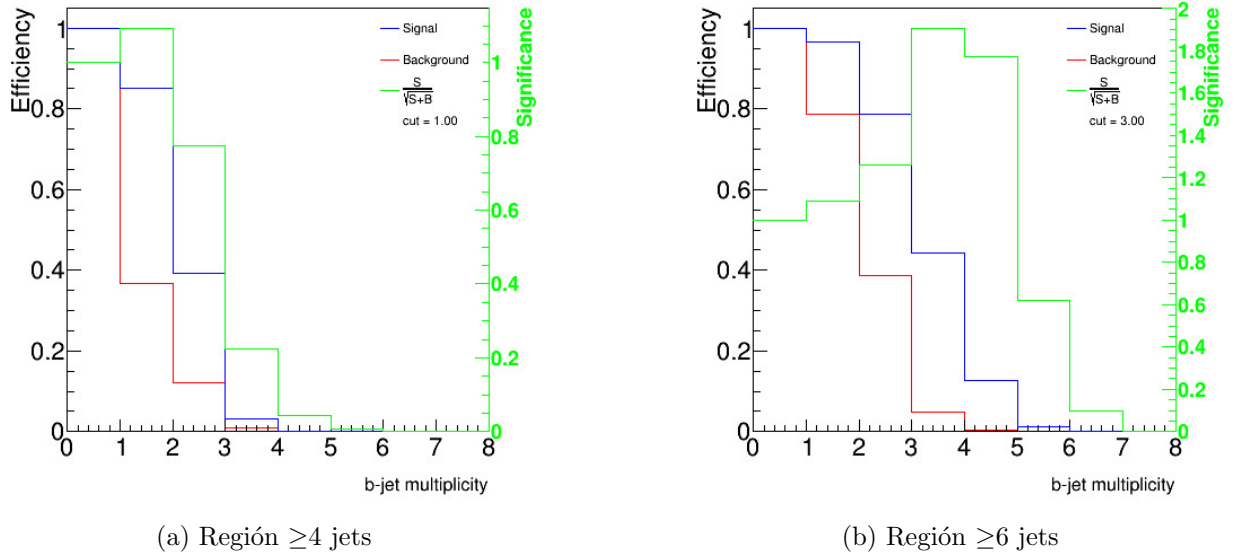 Efficiency
1
0.8
0.6
0.4
0.2
0
0 1 2 3 4 5 6 7 8
b-jet multiplicity
Signal
Background
S
√S+B
cut = 1.00
Significance
1
0.8
0.6
0.4
0.2
0
(a) Región ≥4 jets
Efficiency
1
0.8
0.6
0.4
0.2
0
0 1 2 3 4 5 6 7 8
b-jet multiplicity
Signal
Background
S
√S+B
cut = 3.00
Significance
2
1.8
1.6
1.4
1.2
1
0.8
0.6
0.4
0.2
0
(b) Región ≥6 jets